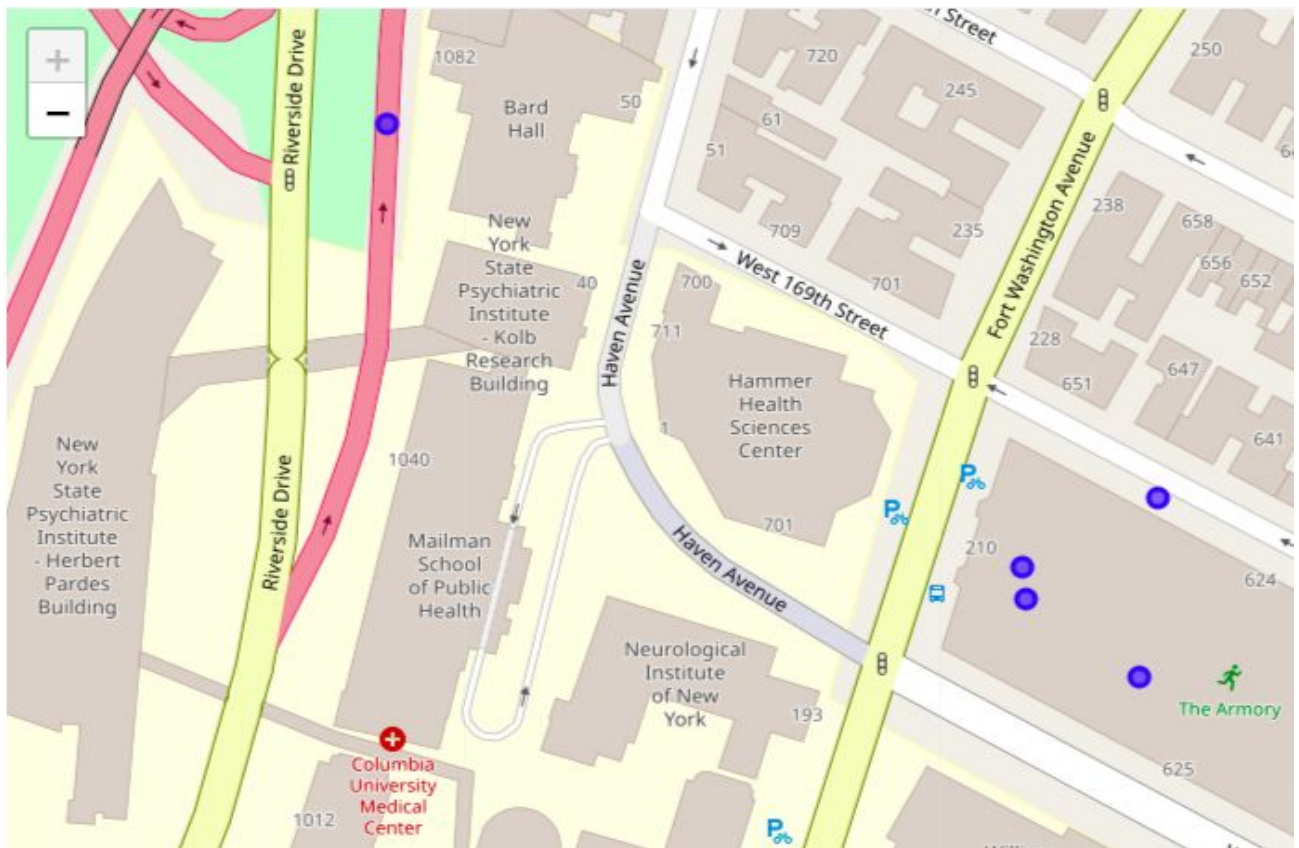 +
−
Riverside Drive
1082
Bard
Hall
50
720
61
51
245
Street
250
709
235
701
238
658
656
652
Fort Washington Avenue
New
York
State
Psychiatric
Institute
- Kolb
Research
Building
40
Haven Avenue
700
711
West 169th Street
228
651
647
641
Hammer
Health
Sciences
Center
1
701
New
York
State
Psychiatric
Institute
- Herbert
Pardes
Building
Riverside Drive
1040
Mailman
School
of Public
Health
Haven Avenue
P
P
210
624
Neurological
Institute
of New
York
193
The Armory
625
Columbia
University
Medical
Center
1012
P